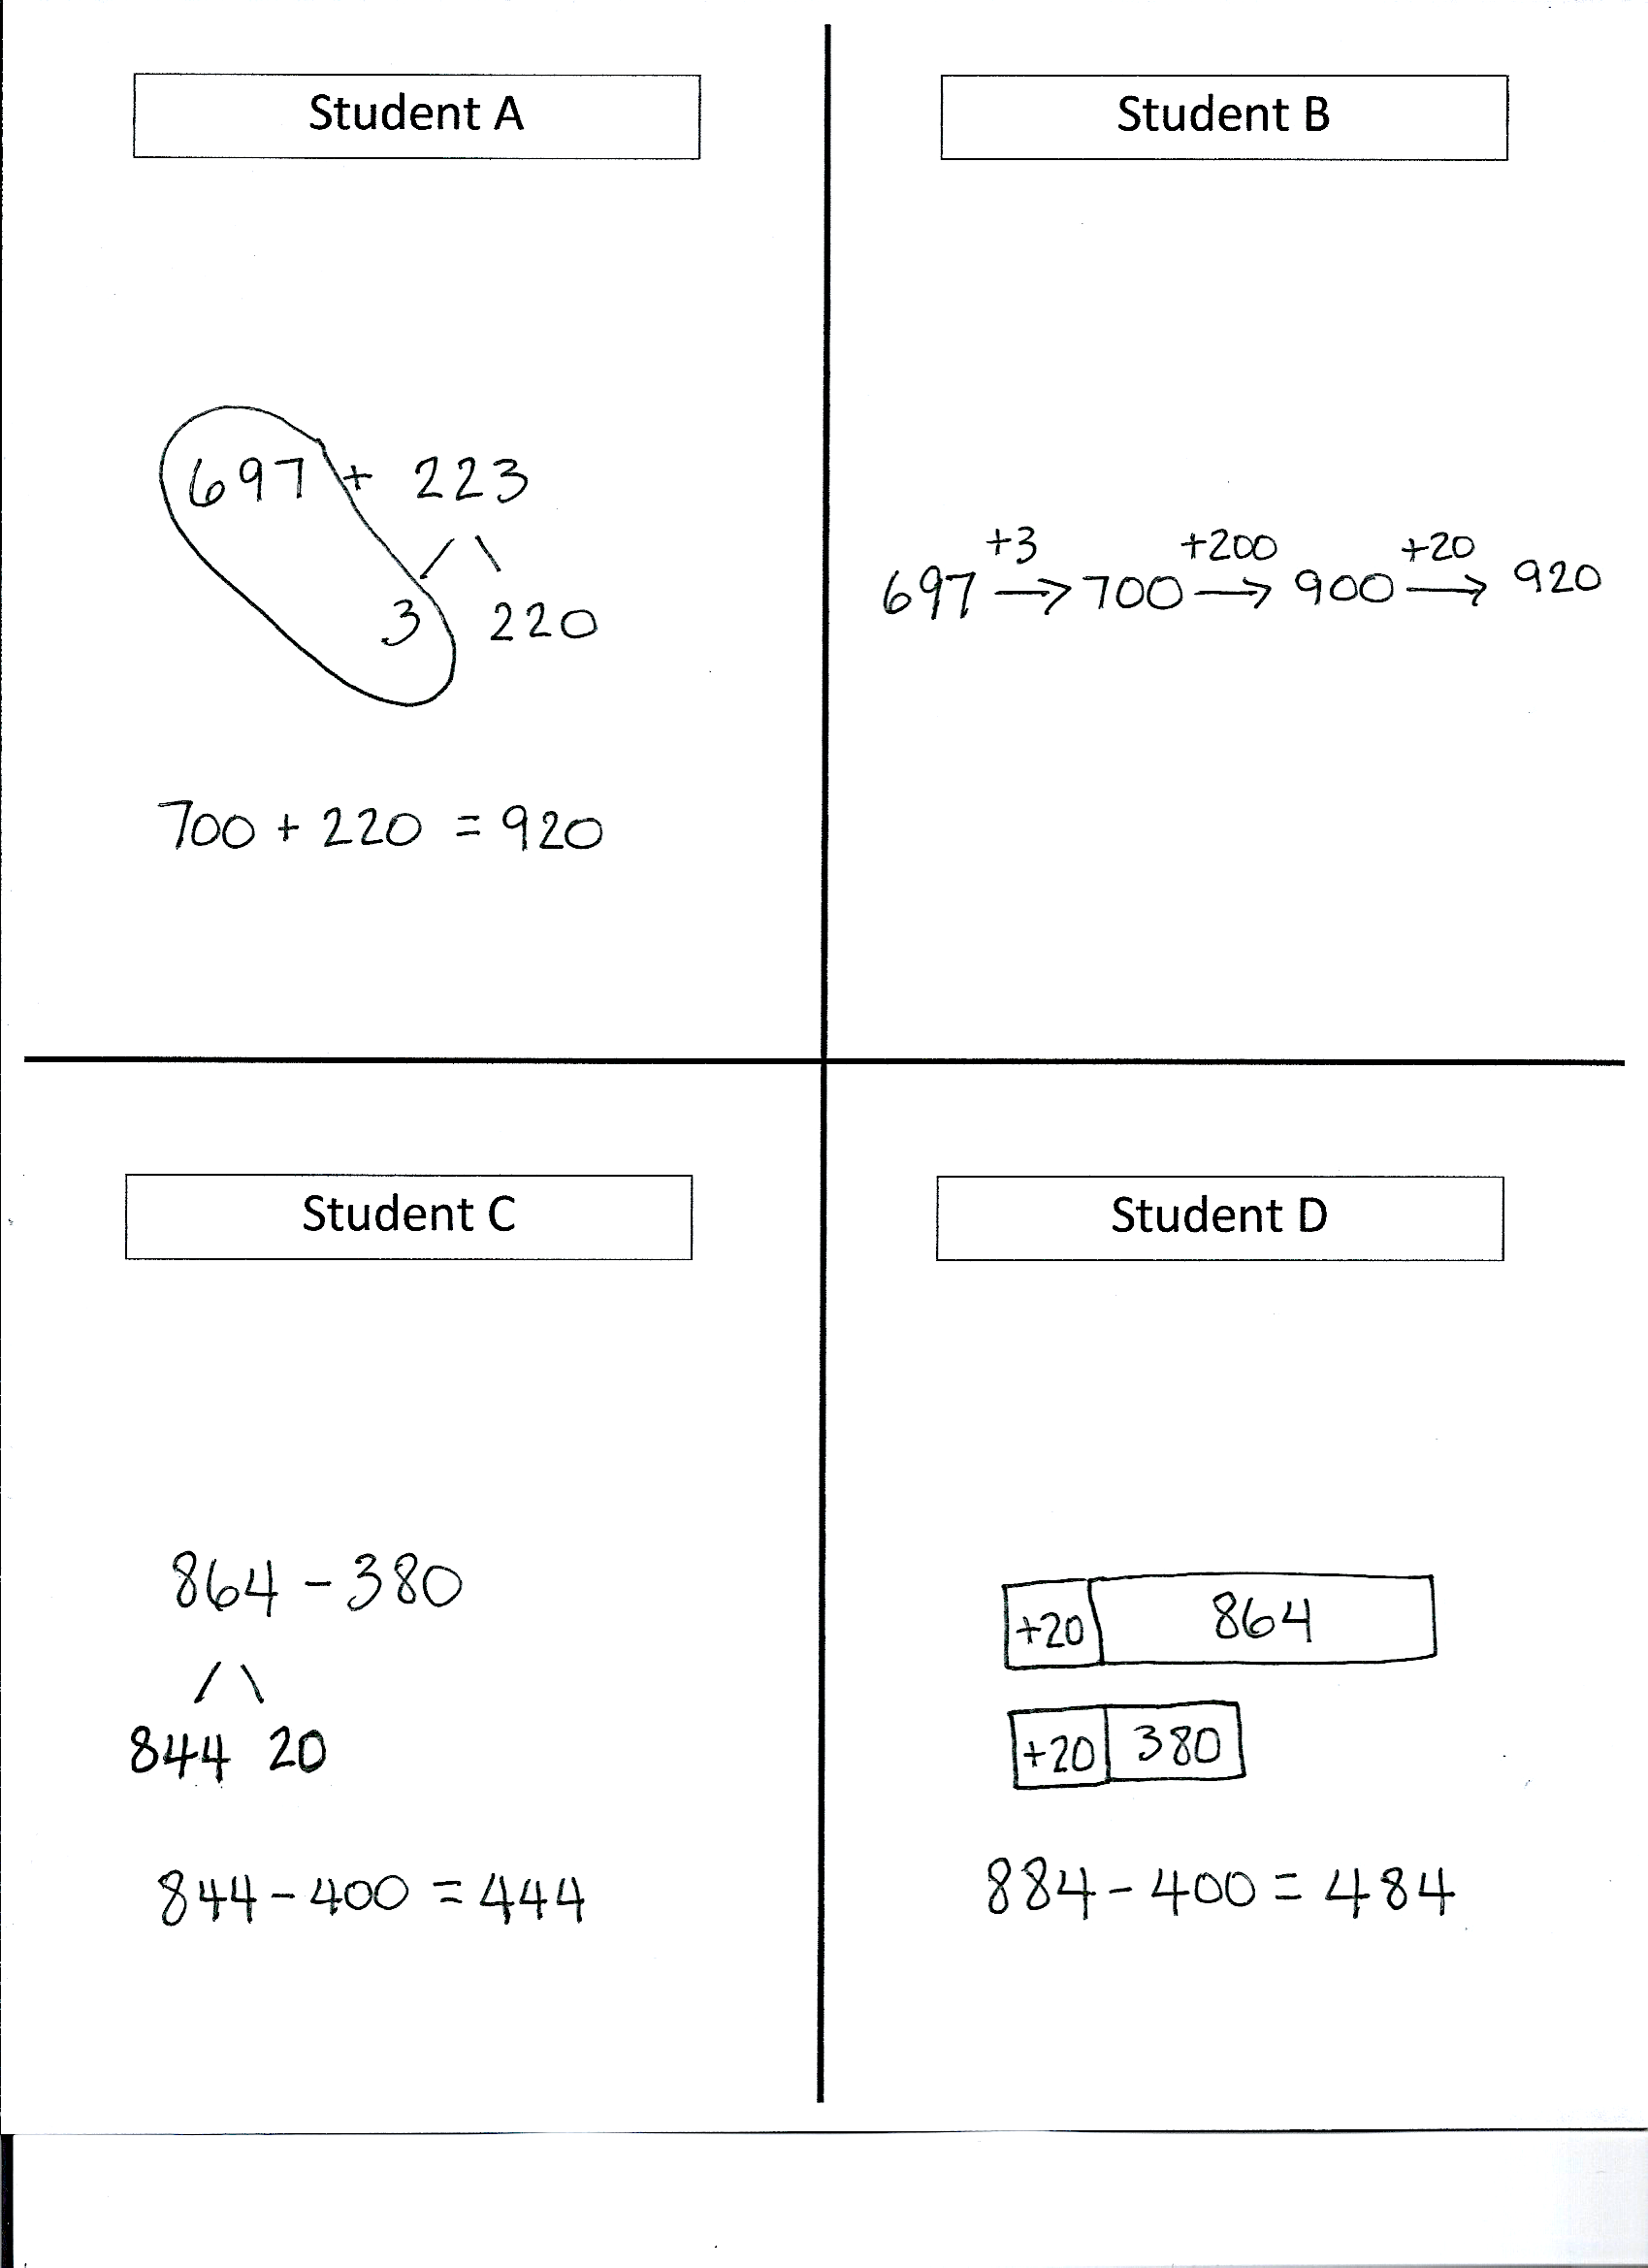 Student A
697 + 223
3 220
700 + 220 = 920
Student B
+3 +200 +20
697 → 700 → 900 → 920
Student C
864 - 380
844 20
844 - 400 = 444
Student D
+20 864
+20 380
884 - 400 = 484